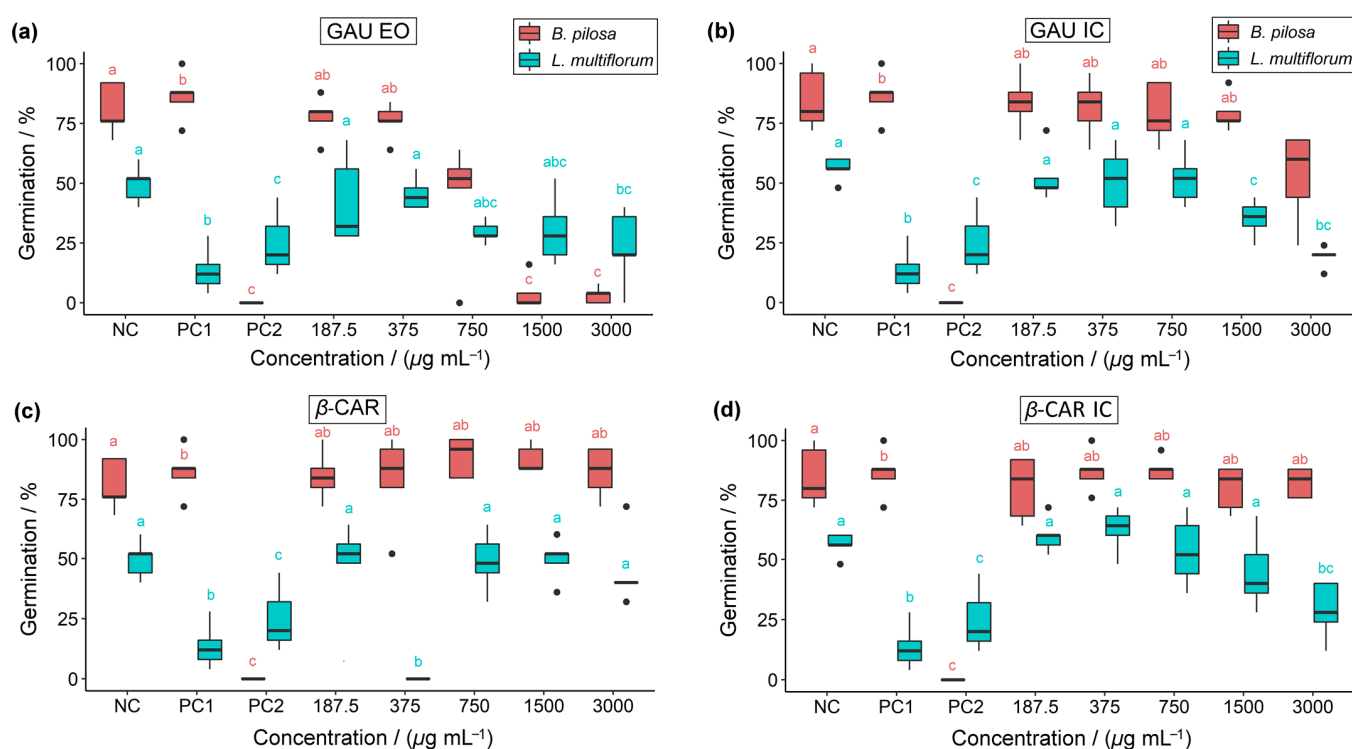 (a)
GAU EO
B. pilosa
L. multiflorum
Germination / %
100
75
50
25
0
a
a
b
b
c
c
ab
a
ab
a
abc
c
abc
c
bc
NC PC1 PC2 187.5 375 750 1500 3000
Concentration / (µg mL⁻¹)
(b)
GAU IC
B. pilosa
L. multiflorum
Germination / %
100
75
50
25
0
a
a
b
b
c
c
ab
a
ab
a
ab
a
ab
c
bc
NC PC1 PC2 187.5 375 750 1500 3000
Concentration / (µg mL⁻¹)
(c)
β-CAR
Germination / %
100
75
50
25
0
a
a
b
b
c
c
ab
a
ab
b
ab
a
ab
a
ab
a
NC PC1 PC2 187.5 375 750 1500 3000
Concentration / (µg mL⁻¹)
(d)
β-CAR IC
Germination / %
100
75
50
25
0
a
a
b
b
c
c
ab
a
ab
a
ab
a
ab
a
ab
bc
NC PC1 PC2 187.5 375 750 1500 3000
Concentration / (µg mL⁻¹)